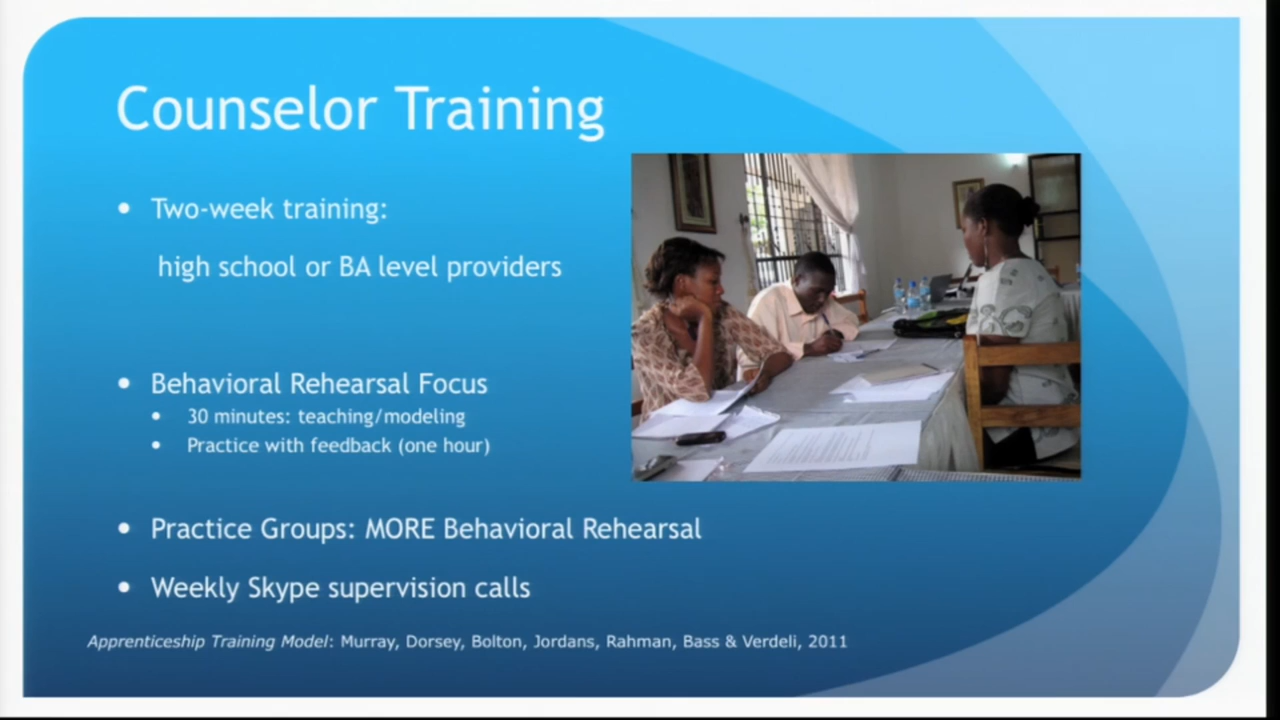 Counselor Training
• Two-week training:
high school or BA level providers
• Behavioral Rehearsal Focus
• 30 minutes: teaching/modeling
• Practice with feedback (one hour)
• Practice Groups: MORE Behavioral Rehearsal
• Weekly Skype supervision calls
Apprenticeship Training Model: Murray, Dorsey, Bolton, Jordans, Rahman, Bass & Verdeli, 2011